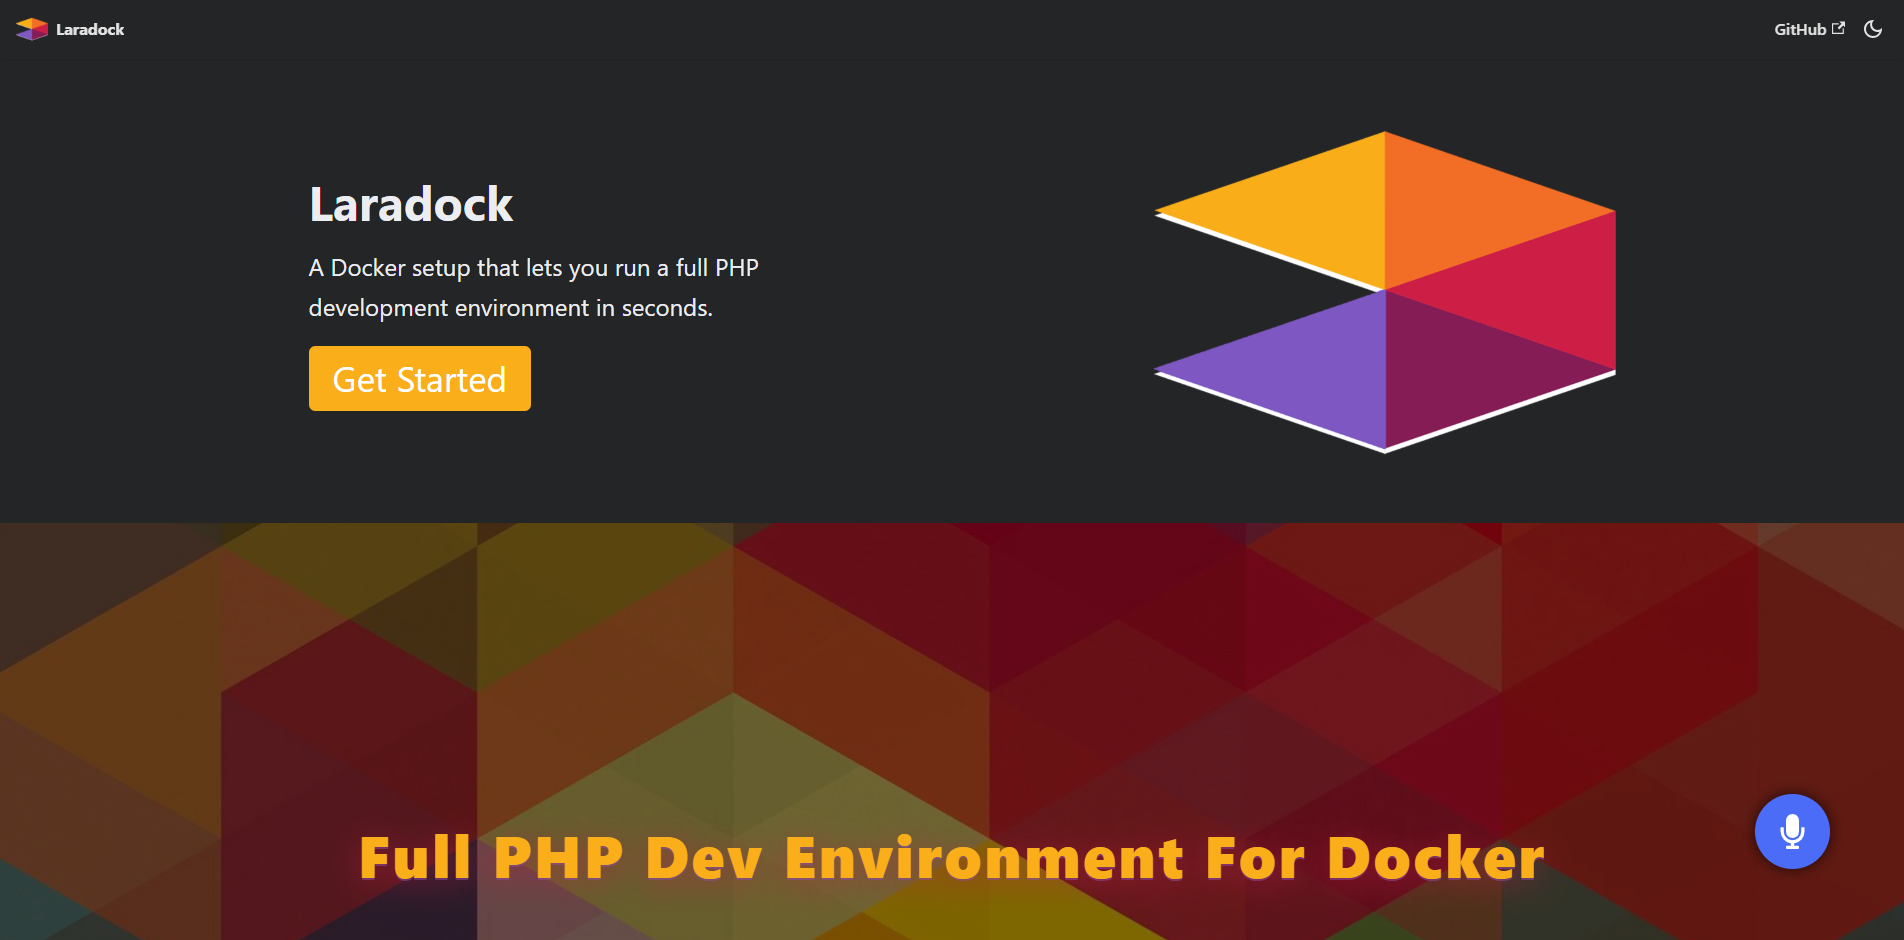 Laradock
GitHub
Laradock
A Docker setup that lets you run a full PHP
development environment in seconds.
Get Started
Full PHP Dev Environment For Docker